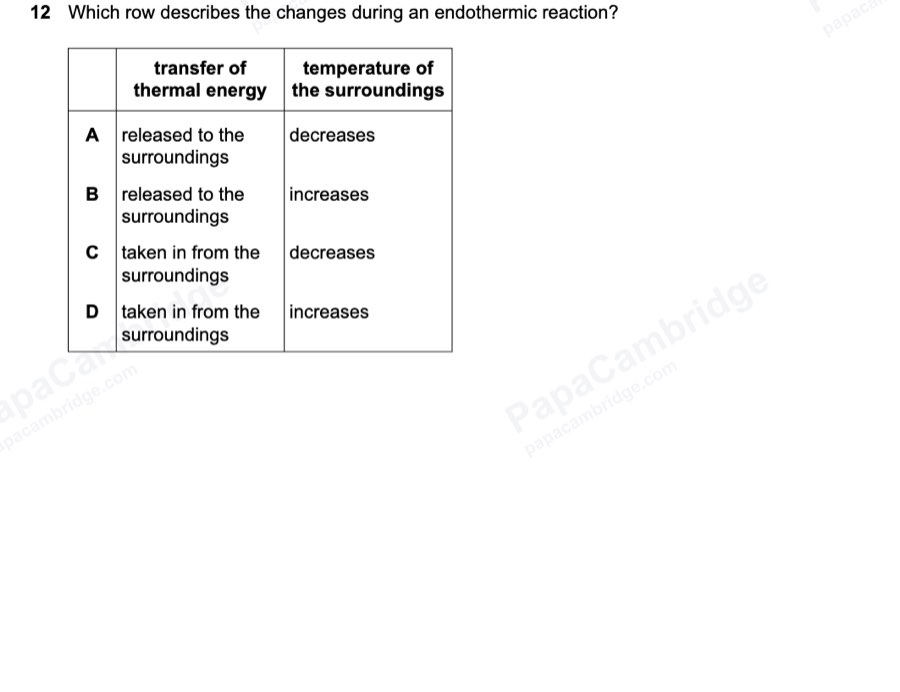 12 Which row describes the changes during an endothermic reaction?
transfer of thermal energy temperature of the surroundings
A released to the surroundings decreases
B released to the surroundings increases
C taken in from the surroundings decreases
D taken in from the surroundings increases
PapaCambridge
papacambridge.com